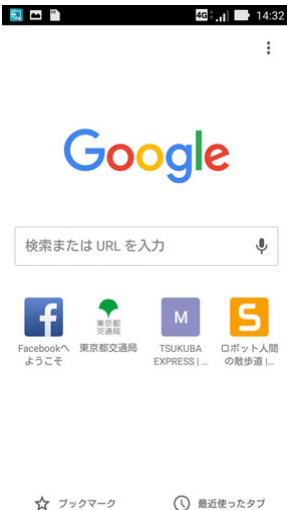 4G 14:32
Google
検索または URL を入力
f
東京都
交通局
M
S
Facebookへ
ようこそ
東京都交通局
TSUKUBA
EXPRESS | ...
ロボット人間
の散歩道 |...
ブックマーク
最近使ったタブ